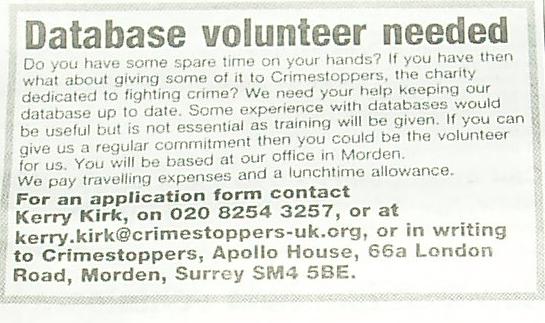 Database volunteer needed
Do you have some spare time on your hands? If you have then
what about giving some of it to Crimestoppers, the charity
dedicated to fighting crime? We need your help keeping our
database up to date. Some experience with databases would
be useful but is not essential as training will be given. If you can
give us a regular commitment then you could be the volunteer
for us. You will be based at our office in Morden.
We pay travelling expenses and a lunchtime allowance.
For an application form contact
Kerry Kirk, on 020 8254 3257, or at
kerry.kirk@crimestoppers-uk.org, or in writing
to Crimestoppers, Apollo House, 66a London
Road, Morden, Surrey SM4 5BE.